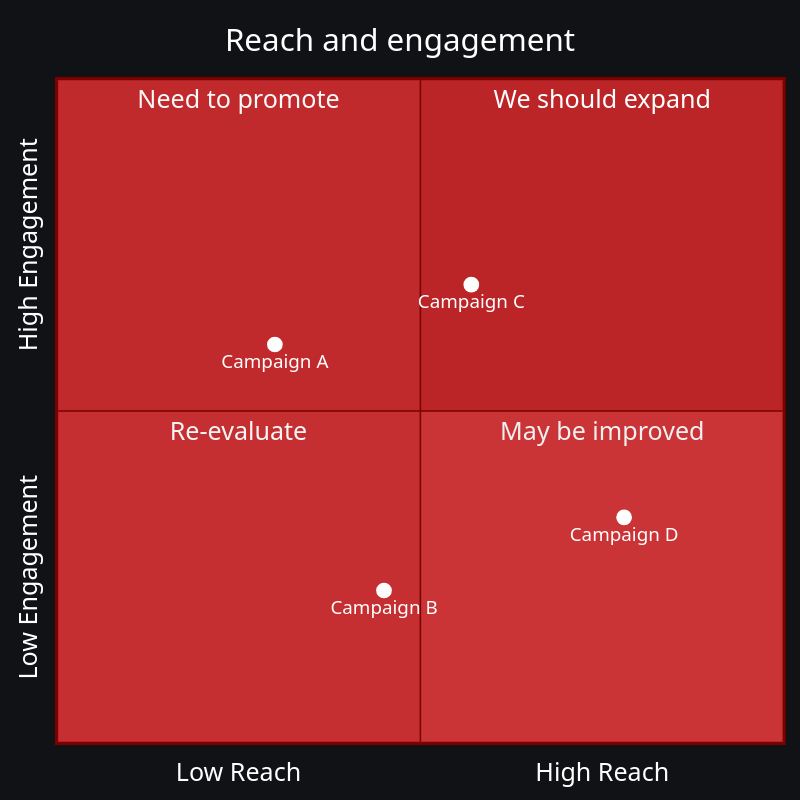 Reach and engagement
Need to promote
We should expand
High Engagement
Campaign C
Campaign A
Re-evaluate
May be improved
Low Engagement
Campaign D
Campaign B
Low Reach
High Reach